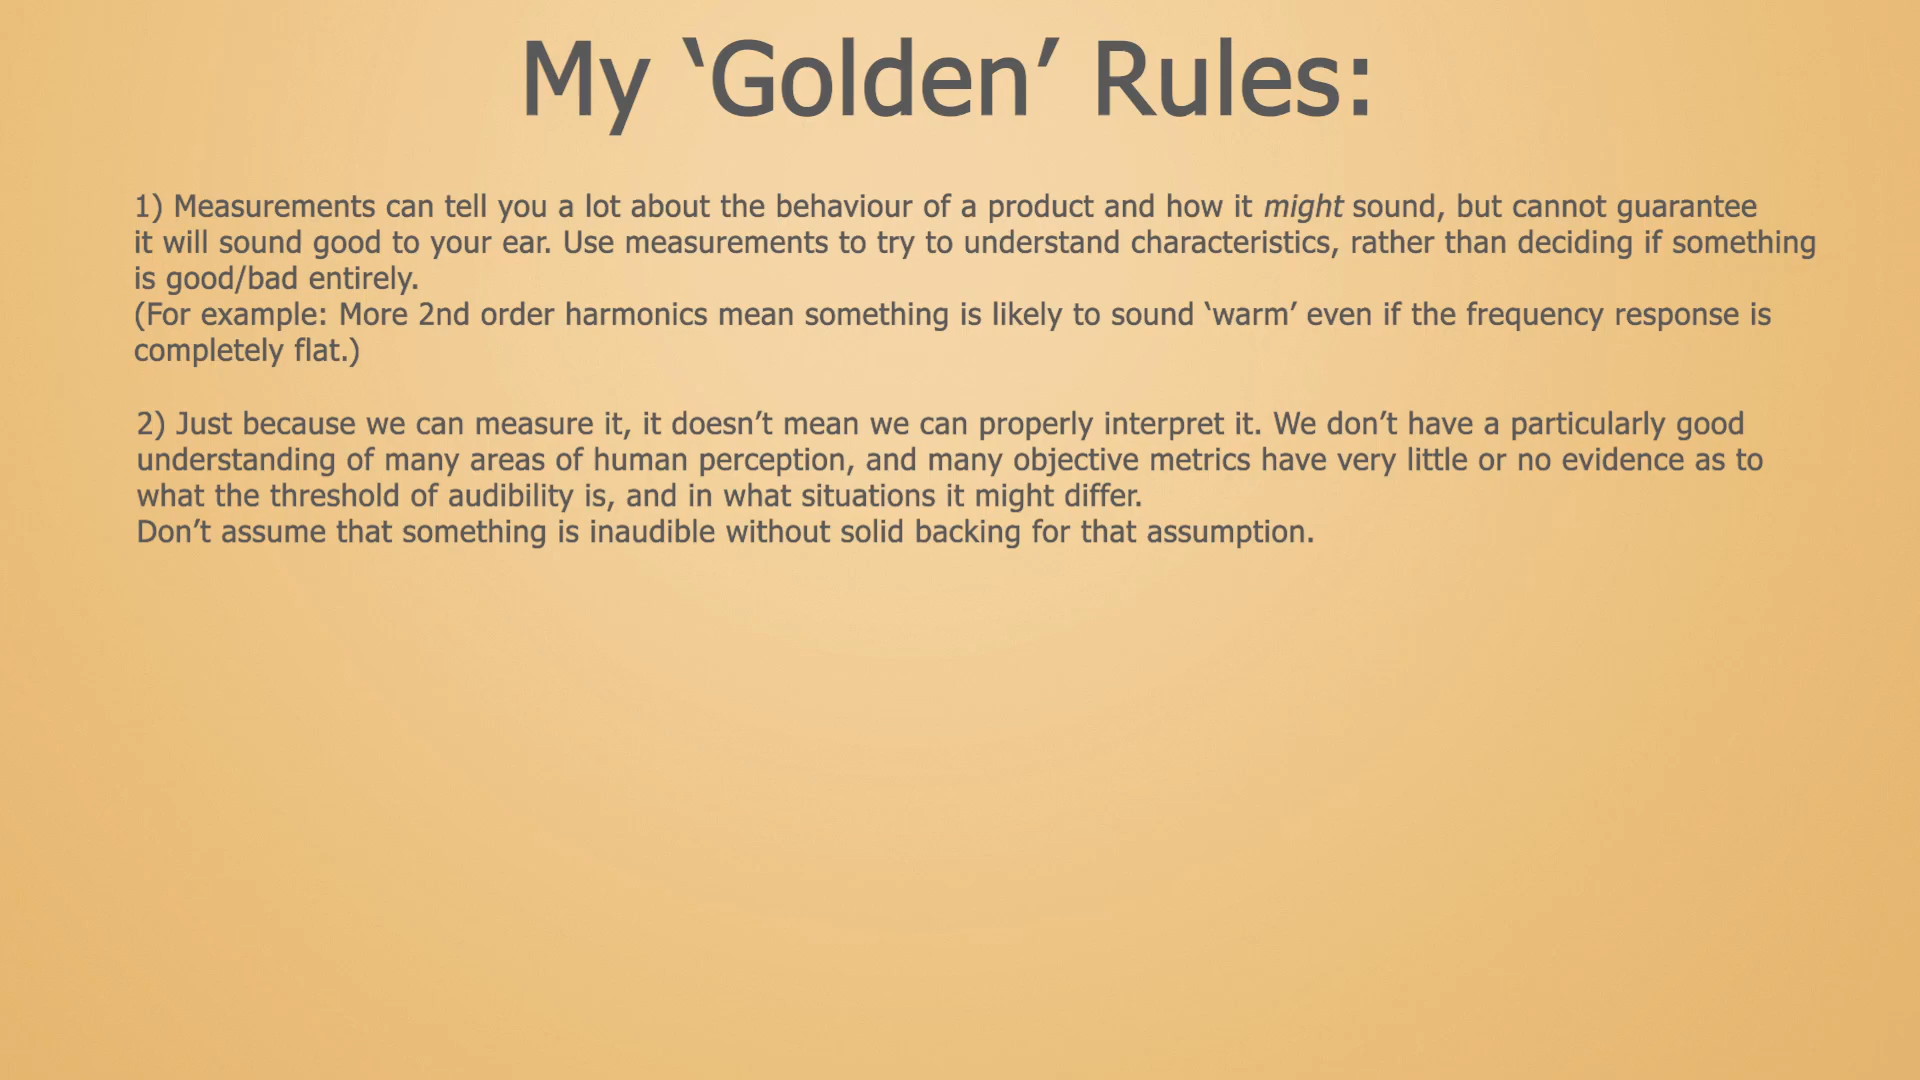 My ‘Golden’ Rules:
1) Measurements can tell you a lot about the behaviour of a product and how it might sound, but cannot guarantee
it will sound good to your ear. Use measurements to try to understand characteristics, rather than deciding if something
is good/bad entirely.
(For example: More 2nd order harmonics mean something is likely to sound ‘warm’ even if the frequency response is
completely flat.)
2) Just because we can measure it, it doesn’t mean we can properly interpret it. We don’t have a particularly good
understanding of many areas of human perception, and many objective metrics have very little or no evidence as to
what the threshold of audibility is, and in what situations it might differ.
Don’t assume that something is inaudible without solid backing for that assumption.